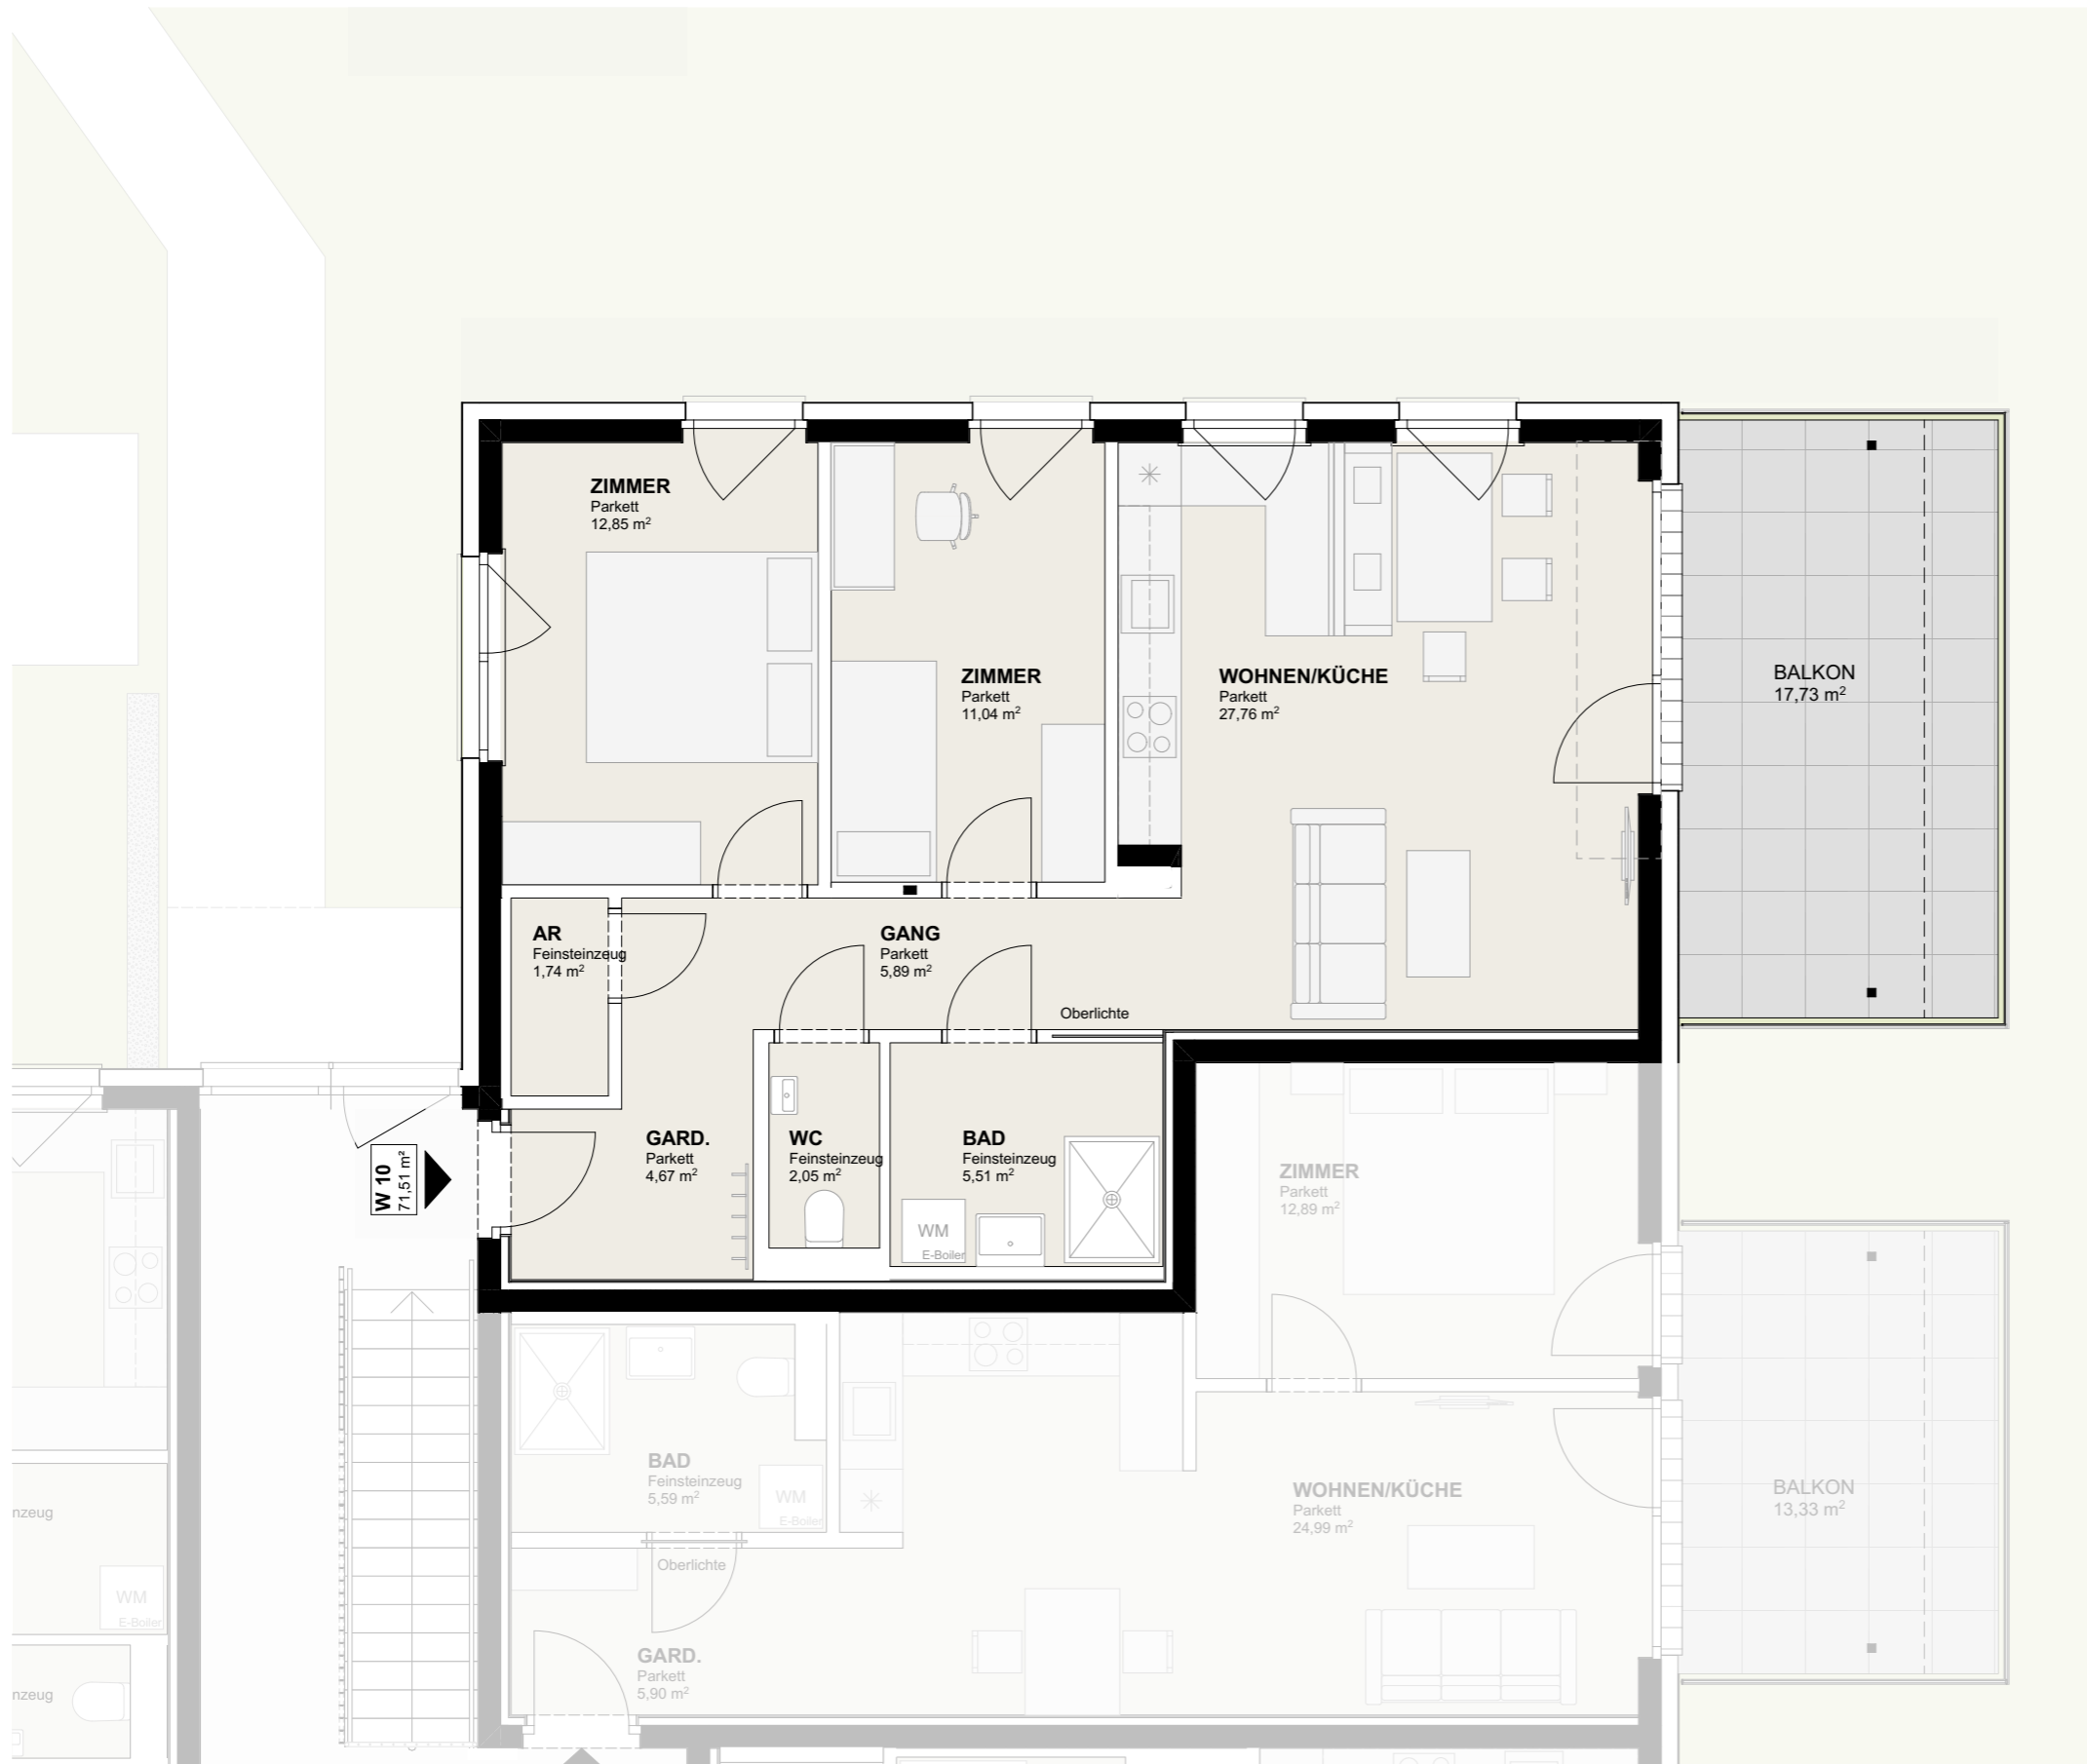 ZIMMER
Parkett
12,85 m²
ZIMMER
Parkett
11,04 m²
WOHNEN/KÜCHE
Parkett
27,76 m²
BALKON
17,73 m²
AR
Feinsteinzeug
1,74 m²
GANG
Parkett
5,89 m²
Oberlichte
W 10
71,51 m²
GARD.
Parkett
4,67 m²
WC
Feinsteinzeug
2,05 m²
BAD
Feinsteinzeug
5,51 m²
WM
E-Boiler
ZIMMER
Parkett
12,89 m²
BAD
Feinsteinzeug
5,59 m²
WM
E-Boiler
Oberlichte
WOHNEN/KÜCHE
Parkett
24,99 m²
BALKON
13,33 m²
GARD.
Parkett
5,90 m²
nzeug
WM
E-Boiler
nzeug